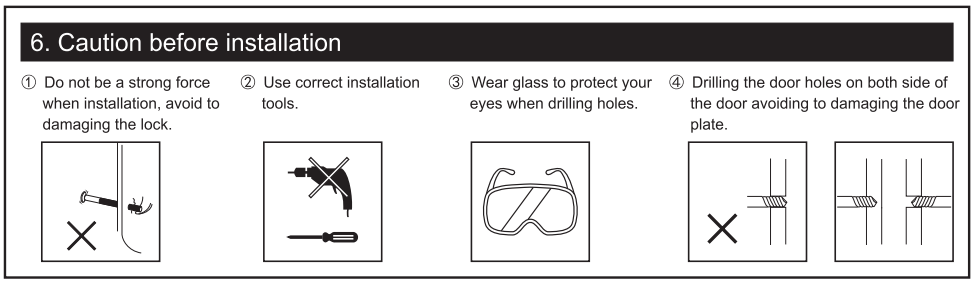 6. Caution before installation
① Do not be a strong force
when installation, avoid to
damaging the lock.
② Use correct installation
tools.
③ Wear glass to protect your
eyes when drilling holes.
④ Drilling the door holes on both side of
the door avoiding to damaging the door
plate.